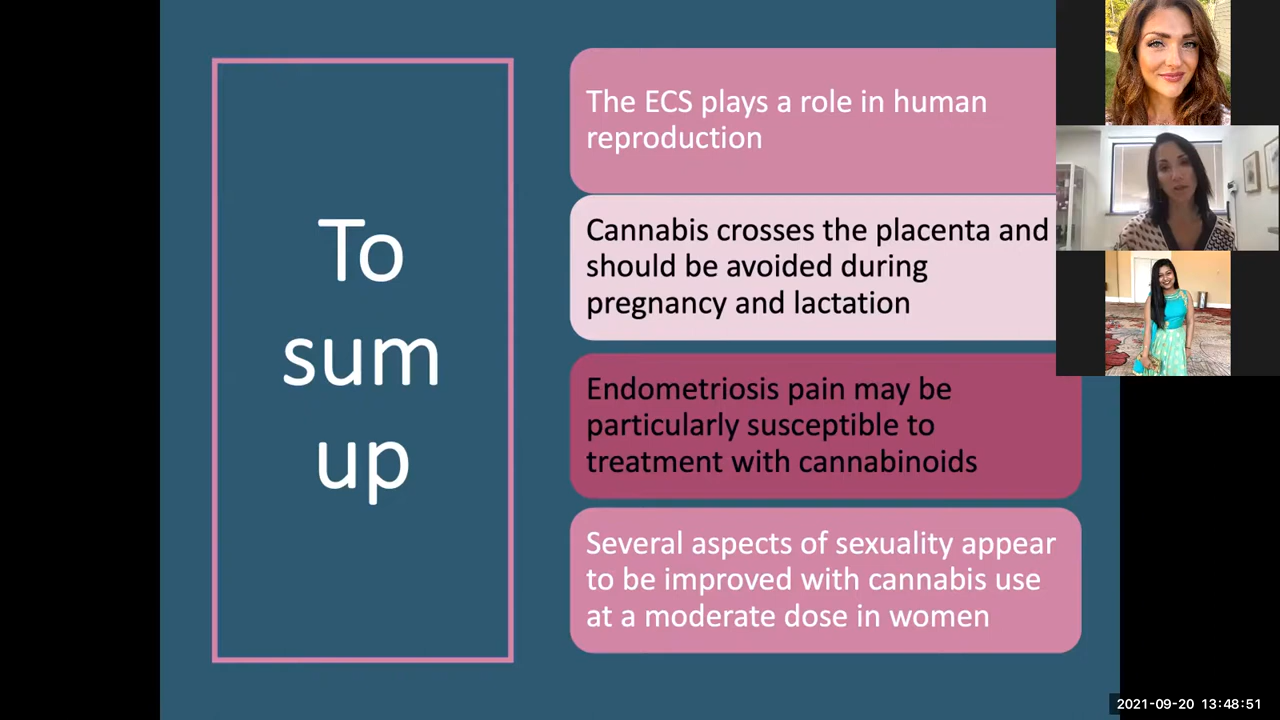 To
sum
up
The ECS plays a role in human
reproduction
Cannabis crosses the placenta and
should be avoided during
pregnancy and lactation
Endometriosis pain may be
particularly susceptible to
treatment with cannabinoids
Several aspects of sexuality appear
to be improved with cannabis use
at a moderate dose in women
2021-09-20 13:48:51